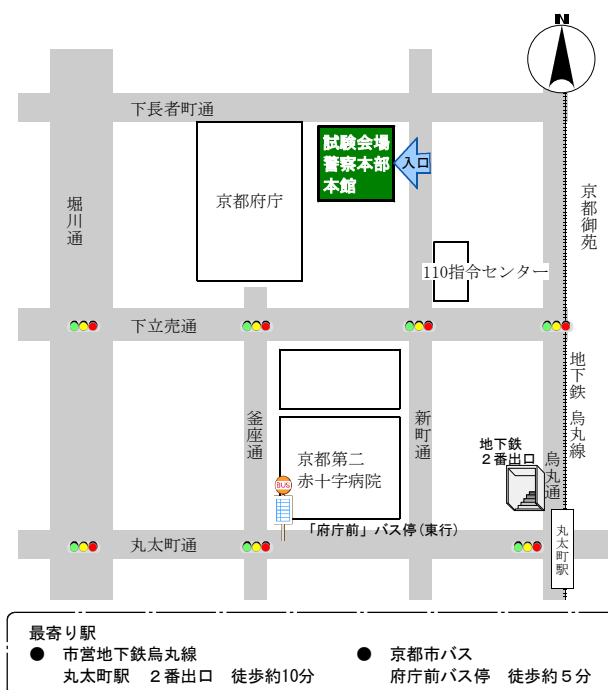 N
下長者町通
試験会場
警察本部
本館
入口
京都府庁
堀川通
京都御苑
110指令センター
下立売通
地下鉄 烏丸線
釜座通
新町通
地下鉄
2番出口
烏丸通
京都第二
赤十字病院
BUS
「府庁前」バス停(東行)
丸太町通
丸太町駅
最寄り駅
● 市営地下鉄烏丸線
丸太町駅 2番出口 徒歩約10分
● 京都市バス
府庁前バス停 徒歩約5分